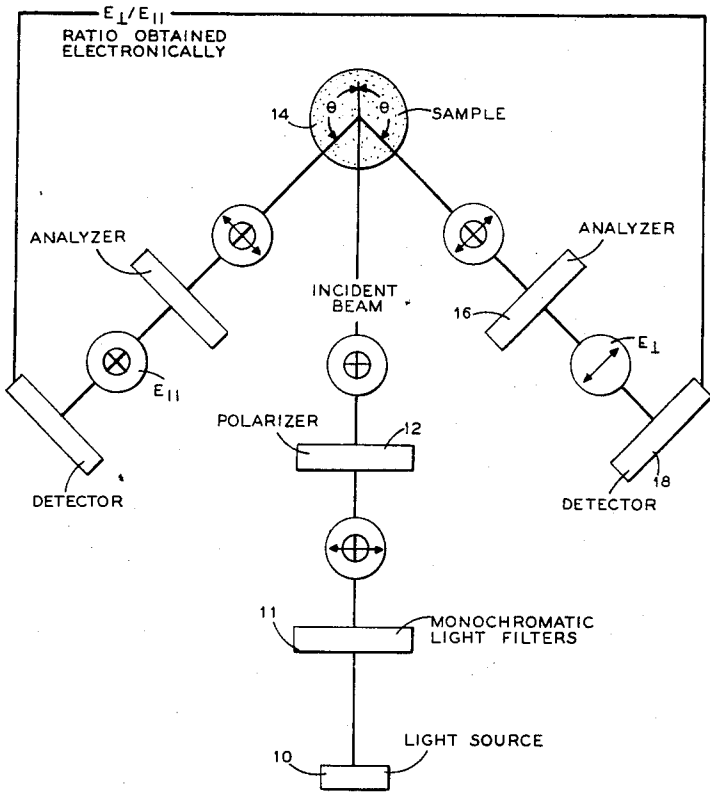 E⊥/E||
RATIO OBTAINED
ELECTRONICALLY
14
θ θ
SAMPLE
ANALYZER
ANALYZER
INCIDENT
BEAM
16
E||
E⊥
POLARIZER
12
DETECTOR
18
DETECTOR
11
MONOCHROMATIC
LIGHT FILTERS
10
LIGHT SOURCE